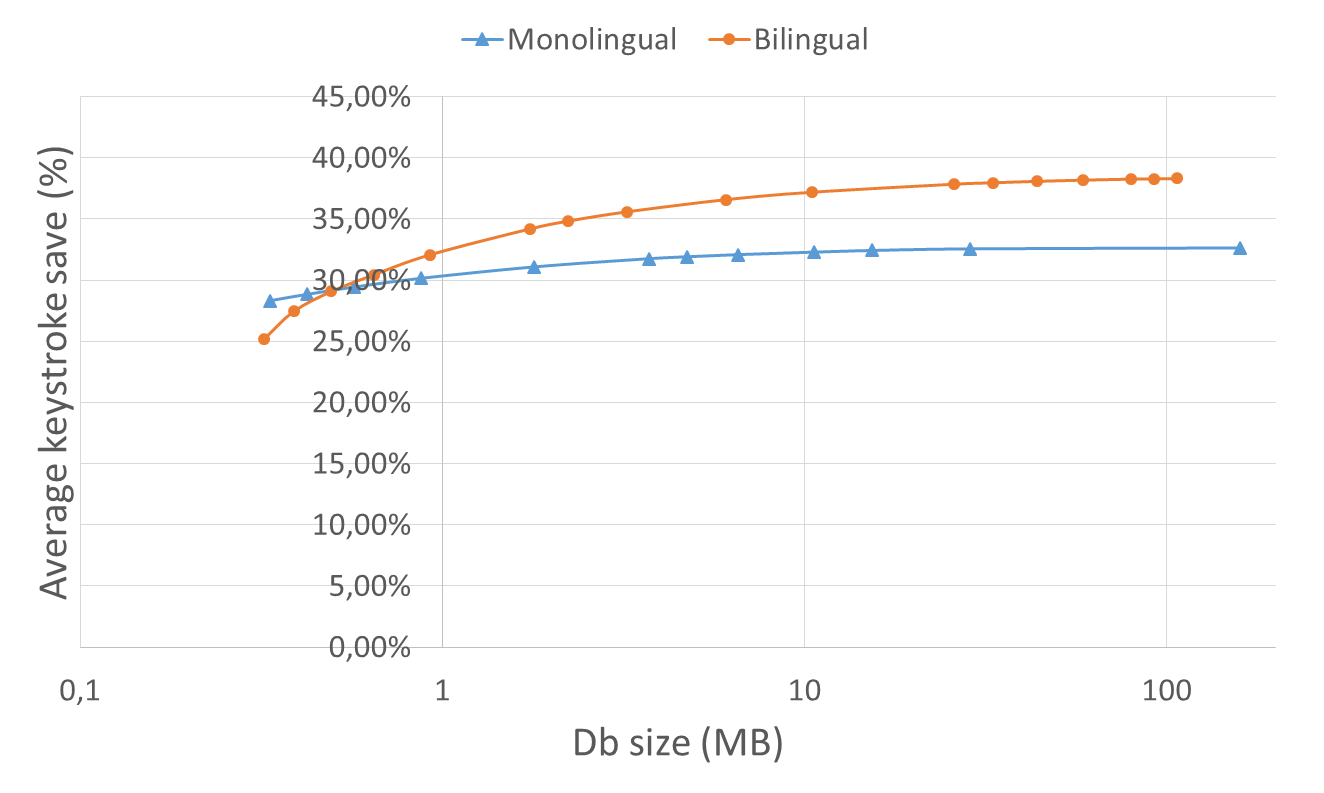 Monolingual Bilingual
Average keystroke save (%)
45,00%
40,00%
35,00%
30,00%
25,00%
20,00%
15,00%
10,00%
5,00%
0,00%
0,1 1 10 100
Db size (MB)